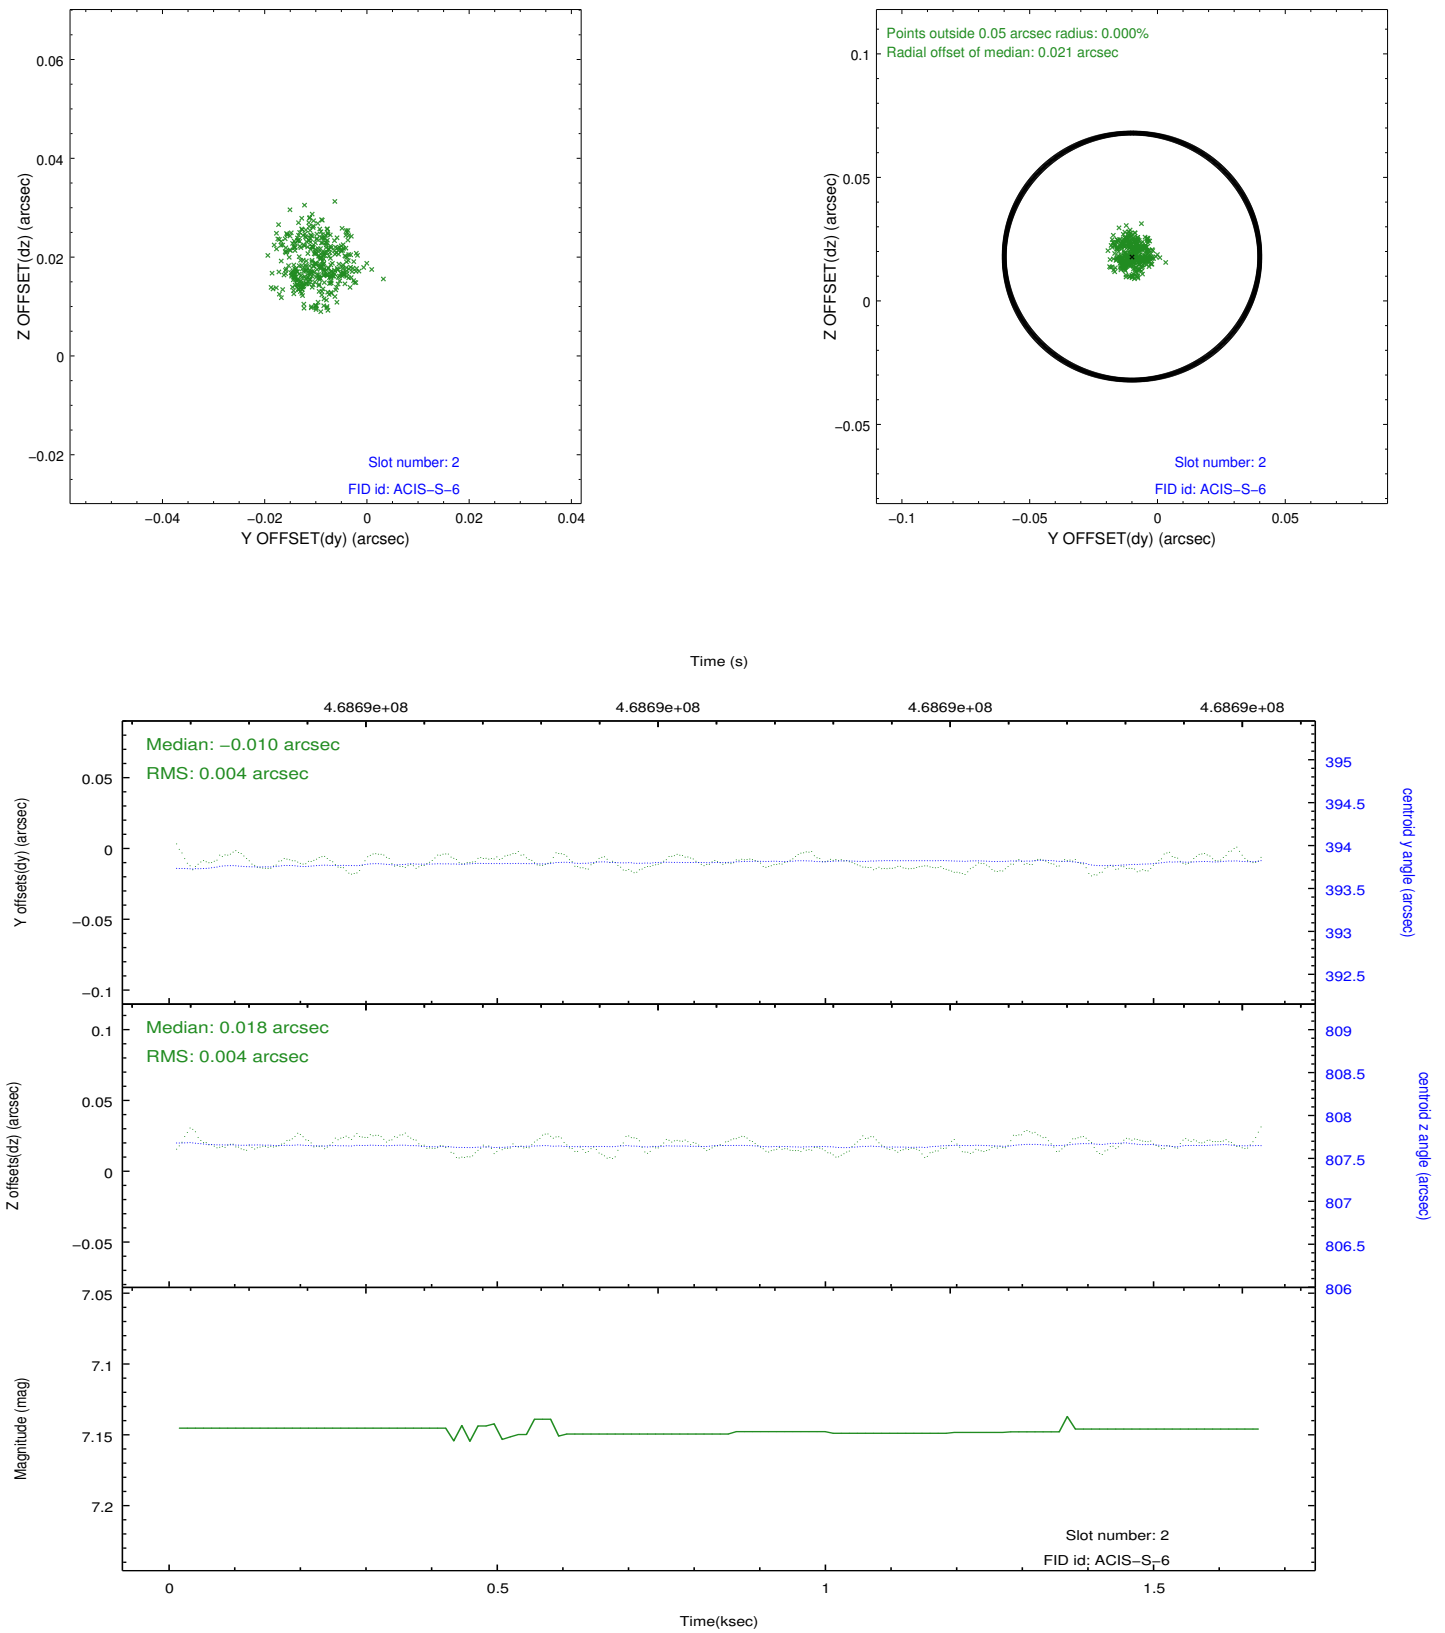 0.06
0.04
0.02
0
−0.02
Z OFFSET(dz) (arcsec)
Slot number: 2
FID id: ACIS−S−6
−0.04
−0.02
0
0.02
0.04
Y OFFSET(dy) (arcsec)
Points outside 0.05 arcsec radius: 0.000%
Radial offset of median: 0.021 arcsec
0.1
0.05
0
−0.05
Z OFFSET(dz) (arcsec)
Slot number: 2
FID id: ACIS−S−6
−0.1
−0.05
0
0.05
Y OFFSET(dy) (arcsec)
Time (s)
4.6869e+08
4.6869e+08
4.6869e+08
4.6869e+08
Median: −0.010 arcsec
RMS: 0.004 arcsec
0.05
0
−0.05
−0.1
Y offsets(dy) (arcsec)
395
394.5
394
393.5
393
392.5
centroid y angle (arcsec)
Median: 0.018 arcsec
RMS: 0.004 arcsec
0.1
0.05
0
−0.05
Z offsets(dz) (arcsec)
809
808.5
808
807.5
807
806.5
806
centroid z angle (arcsec)
7.05
7.1
7.15
7.2
Magnitude (mag)
Slot number: 2
FID id: ACIS−S−6
0
0.5
1
1.5
Time(ksec)